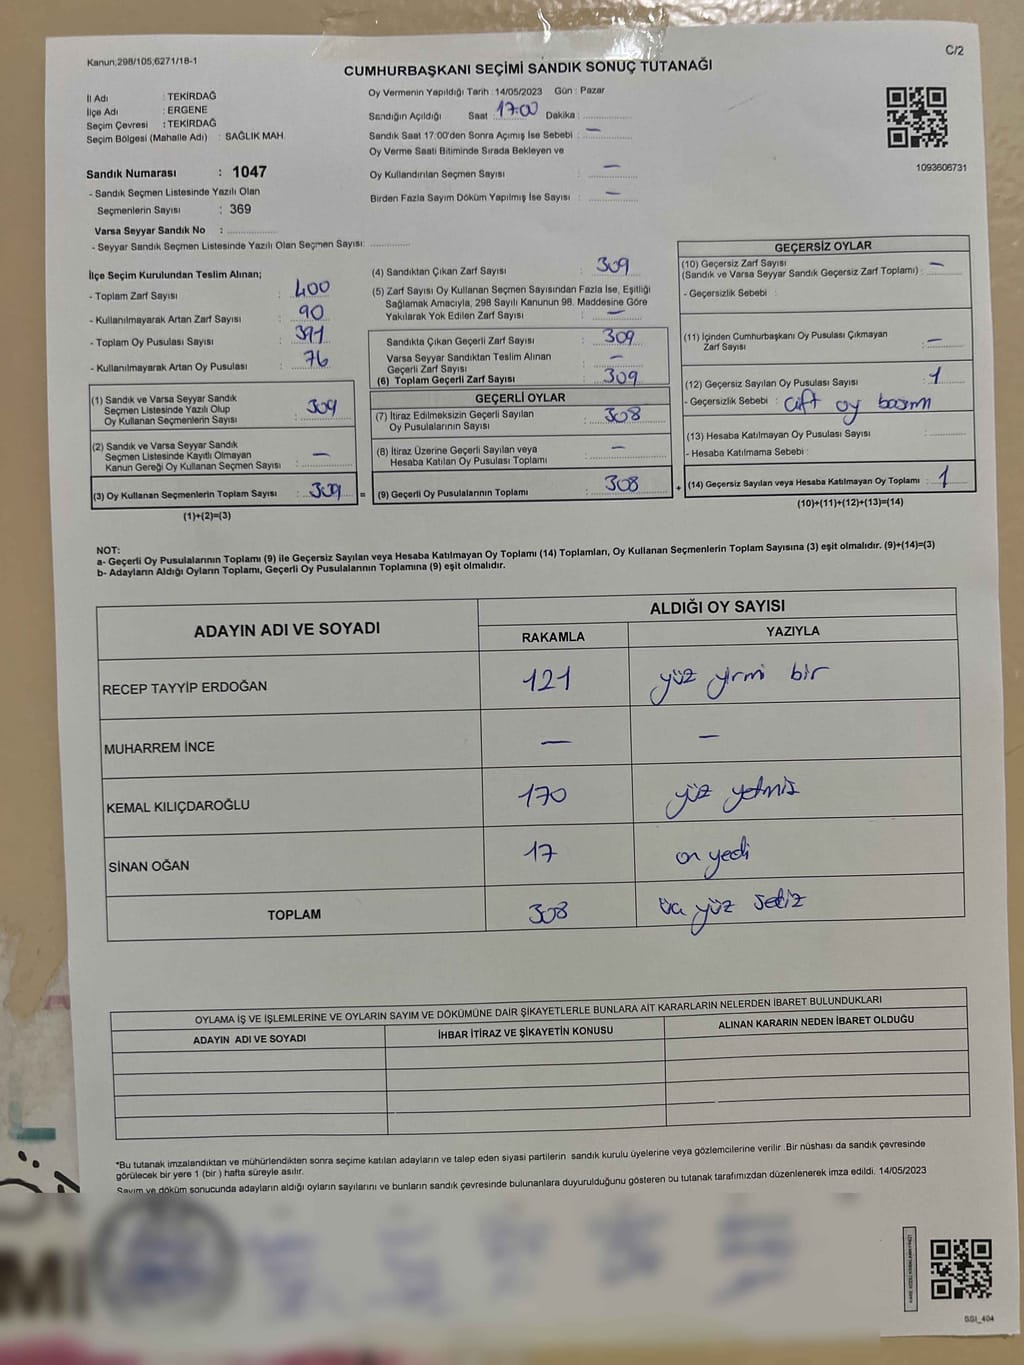 Kanun;298/105;6271/18-1
C/2
CUMHURBAŞKANI SEÇİMİ SANDIK SONUÇ TUTANAĞI
İl Adı : TEKİRDAĞ
İlçe Adı : ERGENE
Seçim Çevresi : TEKİRDAĞ
Seçim Bölgesi (Mahalle Adı) : SAĞLIK MAH.
Sandık Numarası : 1047
- Sandık Seçmen Listesinde Yazılı Olan
Seçmenlerin Sayısı : 369
Varsa Seyyar Sandık No :
- Seyyar Sandık Seçmen Listesinde Yazılı Olan Seçmen Sayısı:
Oy Vermenin Yapıldığı Tarih : 14/05/2023 Gün : Pazar
Sandığın Açıldığı Saat : 17:00 Dakika :
Sandık Saat 17:00'den Sonra Açımış İse Sebebi : —
Oy Verme Saati Bitiminde Sırada Bekleyen ve
Oy Kullandırılan Seçmen Sayısı : —
Birden Fazla Sayım Döküm Yapılmış İse Sayısı : —
1093606731
İlçe Seçim Kurulundan Teslim Alınan;
- Toplam Zarf Sayısı : 400
- Kullanılmayarak Artan Zarf Sayısı : 90
- Toplam Oy Pusulası Sayısı : 391
- Kullanılmayarak Artan Oy Pusulası : 76
(1) Sandık ve Varsa Seyyar Sandık
Seçmen Listesinde Yazılı Olup
Oy Kullanan Seçmenlerin Sayısı : 309
(2) Sandık ve Varsa Seyyar Sandık
Seçmen Listesinde Kayıtlı Olmayan
Kanun Gereği Oy Kullanan Seçmen Sayısı : —
(3) Oy Kullanan Seçmenlerin Toplam Sayısı : 309 =
(1)+(2)=(3)
(4) Sandıktan Çıkan Zarf Sayısı : 309
(5) Zarf Sayısı Oy Kullanan Seçmen Sayısından Fazla İse, Eşitliği
Sağlamak Amacıyla, 298 Sayılı Kanunun 98. Maddesine Göre
Yakılarak Yok Edilen Zarf Sayısı : —
Sandıkta Çıkan Geçerli Zarf Sayısı : 309
Varsa Seyyar Sandıktan Teslim Alınan
Geçerli Zarf Sayısı : —
(6) Toplam Geçerli Zarf Sayısı : 309
GEÇERLİ OYLAR
(7) İtiraz Edilmeksizin Geçerli Sayılan
Oy Pusulalarının Sayısı : 308
(8) İtiraz Üzerine Geçerli Sayılan veya
Hesaba Katılan Oy Pusulası Toplamı : —
(9) Geçerli Oy Pusulalarının Toplamı : 308 +
GEÇERSİZ OYLAR
(10) Geçersiz Zarf Sayısı
(Sandık ve Varsa Seyyar Sandık Geçersiz Zarf Toplamı) : —
- Geçersizlik Sebebi :
(11) İçinden Cumhurbaşkanı Oy Pusulası Çıkmayan
Zarf Sayısı : —
(12) Geçersiz Sayılan Oy Pusulası Sayısı : 1
- Geçersizlik Sebebi : Çift oy basımı
(13) Hesaba Katılmayan Oy Pusulası Sayısı :
- Hesaba Katılmama Sebebi :
(14) Geçersiz Sayılan veya Hesaba Katılmayan Oy Toplamı : 1
(10)+(11)+(12)+(13)=(14)
NOT:
a- Geçerli Oy Pusulalarının Toplamı (9) ile Geçersiz Sayılan veya Hesaba Katılmayan Oy Toplamı (14) Toplamları, Oy Kullanan Seçmenlerin Toplam Sayısına (3) eşit olmalıdır. (9)+(14)=(3)
b- Adayların Aldığı Oyların Toplamı, Geçerli Oy Pusulalarının Toplamına (9) eşit olmalıdır.
ADAYIN ADI VE SOYADI
ALDIĞI OY SAYISI
RAKAMLA YAZIYLA
RECEP TAYYİP ERDOĞAN 121 yüz yirmi bir
MUHARREM İNCE — —
KEMAL KILIÇDAROĞLU 170 yüz yetmiş
SİNAN OĞAN 17 on yedi
TOPLAM 308 üç yüz sekiz
OYLAMA İŞ VE İŞLEMLERİNE VE OYLARIN SAYIM VE DÖKÜMÜNE DAİR ŞİKAYETLERLE BUNLARA AİT KARARLARIN NELERDEN İBARET BULUNDUKLARI
ADAYIN ADI VE SOYADI İHBAR İTİRAZ VE ŞİKAYETİN KONUSU ALINAN KARARIN NEDEN İBARET OLDUĞU
*Bu tutanak imzalandıktan ve mühürlendikten sonra seçime katılan adayların ve talep eden siyasi partilerin sandık kurulu üyelerine veya gözlemcilerine verilir .Bir nüshası da sandık çevresinde
görülecek bir yere 1 (bir ) hafta süreyle asılır.
Sayım ve döküm sonucunda adayların aldığı oyların sayılarını ve bunların sandık çevresinde bulunanlara duyurulduğunu gösteren bu tutanak tarafımızdan düzenlenerek imza edildi. 14/05/2023
SSI_404